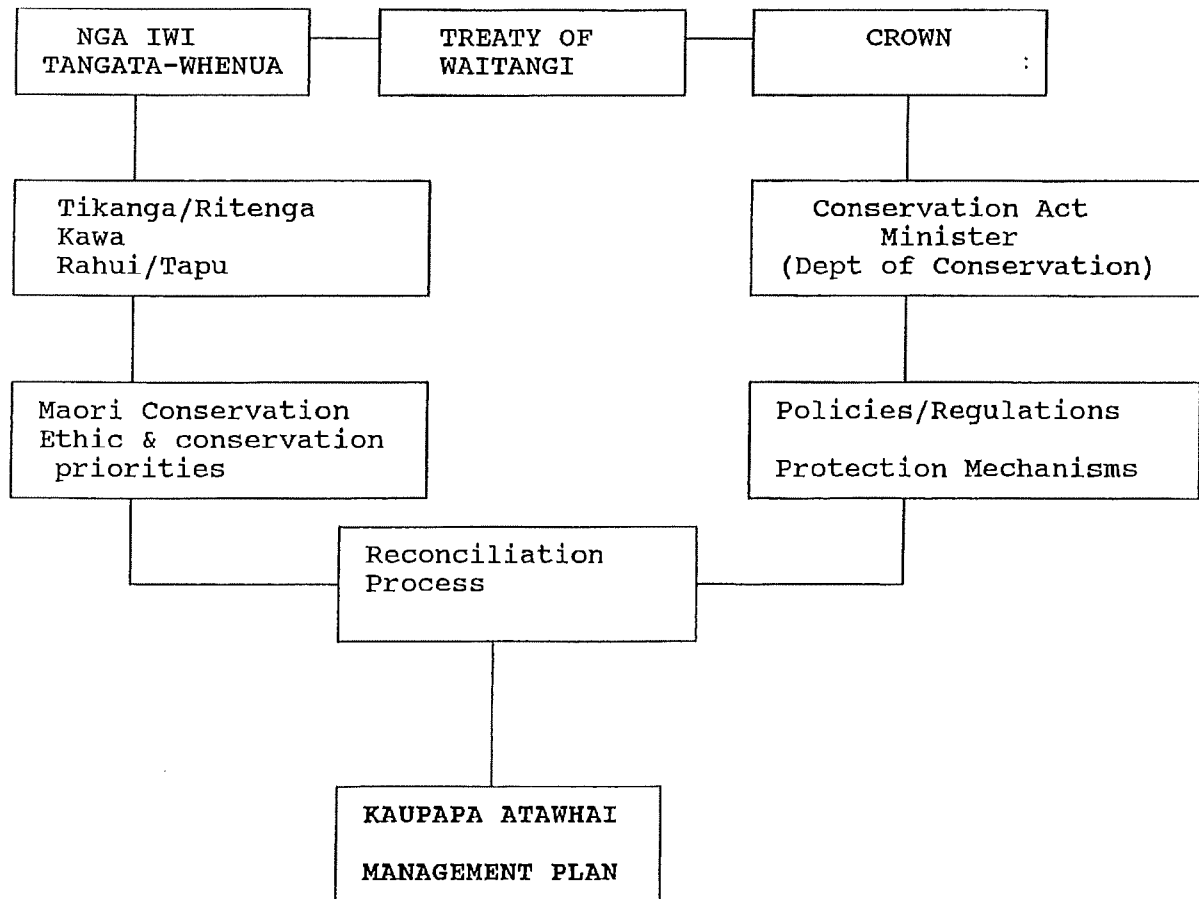 NGA IWI
TANGATA-WHENUA
TREATY OF
WAITANGI
CROWN
:
Tikanga/Ritenga
Kawa
Rahui/Tapu
Conservation Act
Minister
(Dept of Conservation)
Maori Conservation
Ethic & conservation
priorities
Policies/Regulations
Protection Mechanisms
Reconciliation
Process
KAUPAPA ATAWHAI
MANAGEMENT PLAN